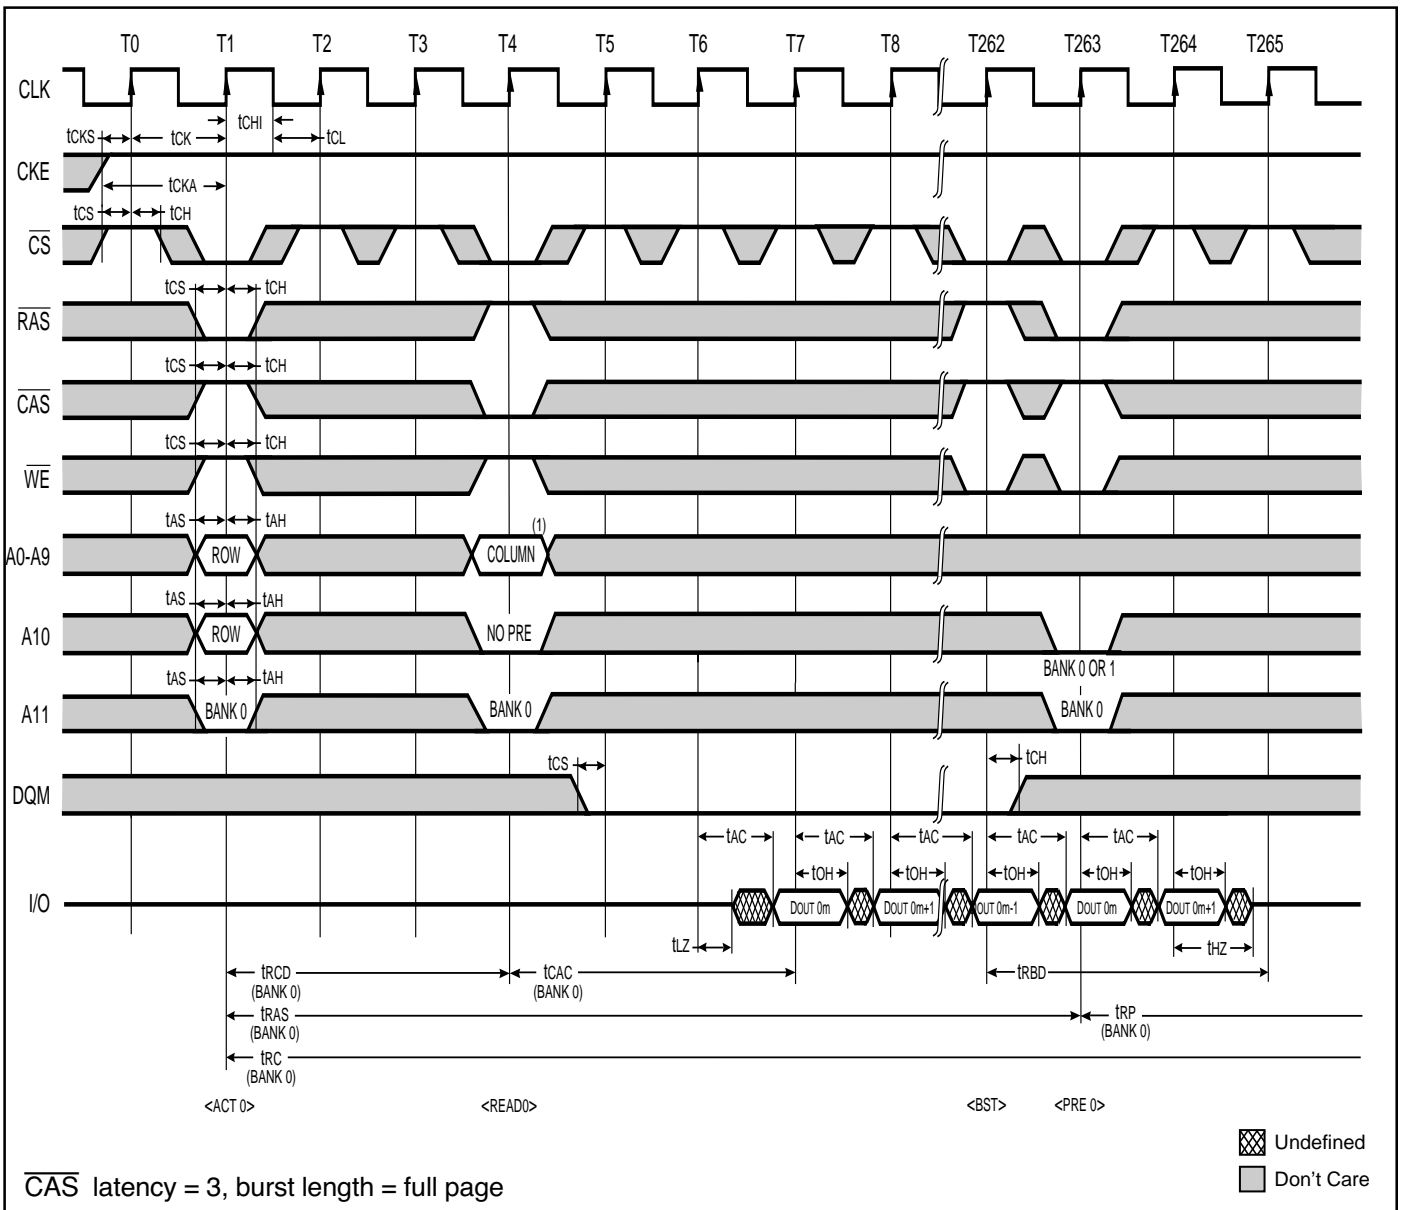 T0 T1 T2 T3 T4 T5 T6 T7 T8 T262 T263 T264 T265
CLK
tCHI
tCKS tCK tCL
CKE
tCKA
tCS tCH
CS
tCS tCH
RAS
tCS tCH
CAS
tCS tCH
WE
tAS tAH
(1)
A0-A9 ROW COLUMN
tAS tAH
A10 ROW NO PRE
BANK 0 OR 1
tAS tAH
A11 BANK 0 BANK 0 BANK 0
tCS tCH
DQM
tAC tAC tAC tAC tAC
tOH tOH tOH tOH tOH
I/O DOUT 0m DOUT 0m+1 OUT 0m-1 DOUT 0m DOUT 0m+1
tLZ tHZ
tRCD tCAC tRBD
(BANK 0) (BANK 0)
tRAS tRP
(BANK 0) (BANK 0)
tRC
(BANK 0)
<ACT 0> <READ0> <BST> <PRE 0>
Undefined
Don't Care
CAS latency = 3, burst length = full page